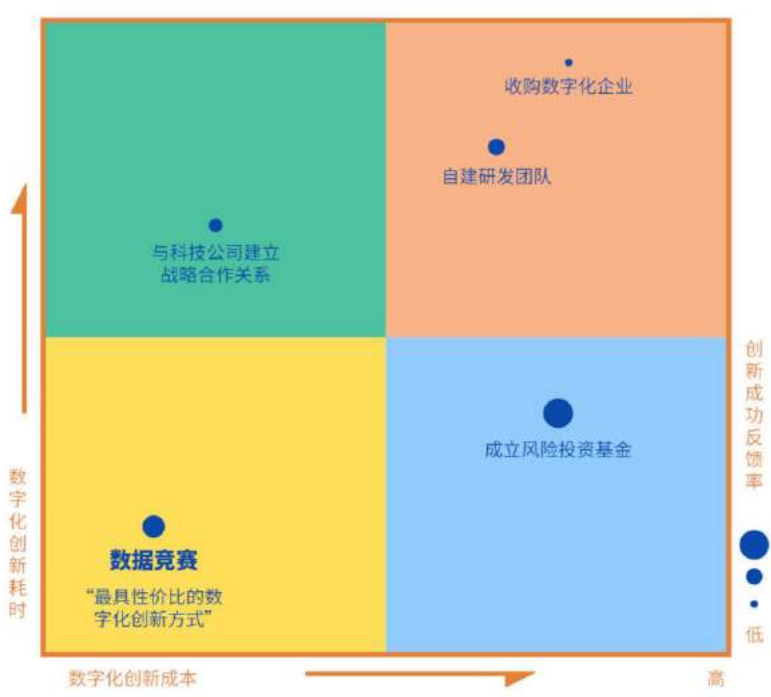 收购数字化企业
自建研发团队
与科技公司建立
战略合作关系
成立风险投资基金
数据竞赛
“最具性价比的数
字化创新方式”
数字化创新耗时
数字化创新成本
高
创新成功反馈率
低